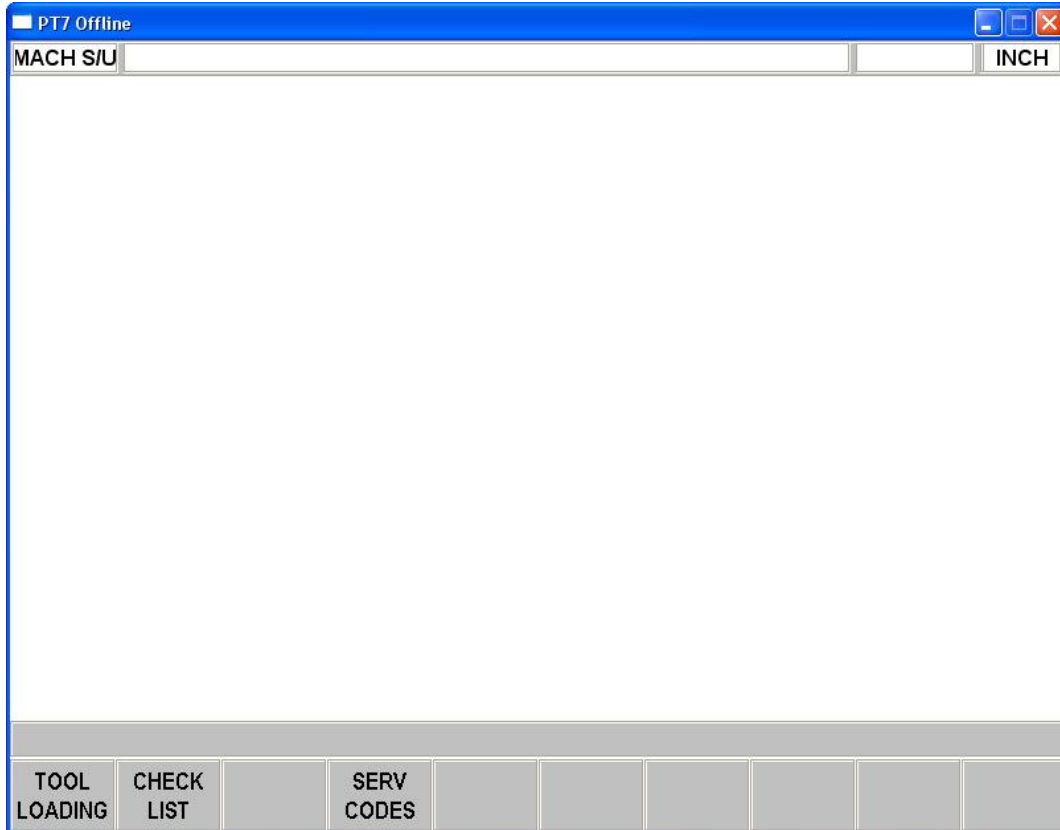 PT7 Offline
MACH S/U
INCH
TOOL LOADING
CHECK LIST
SERV CODES